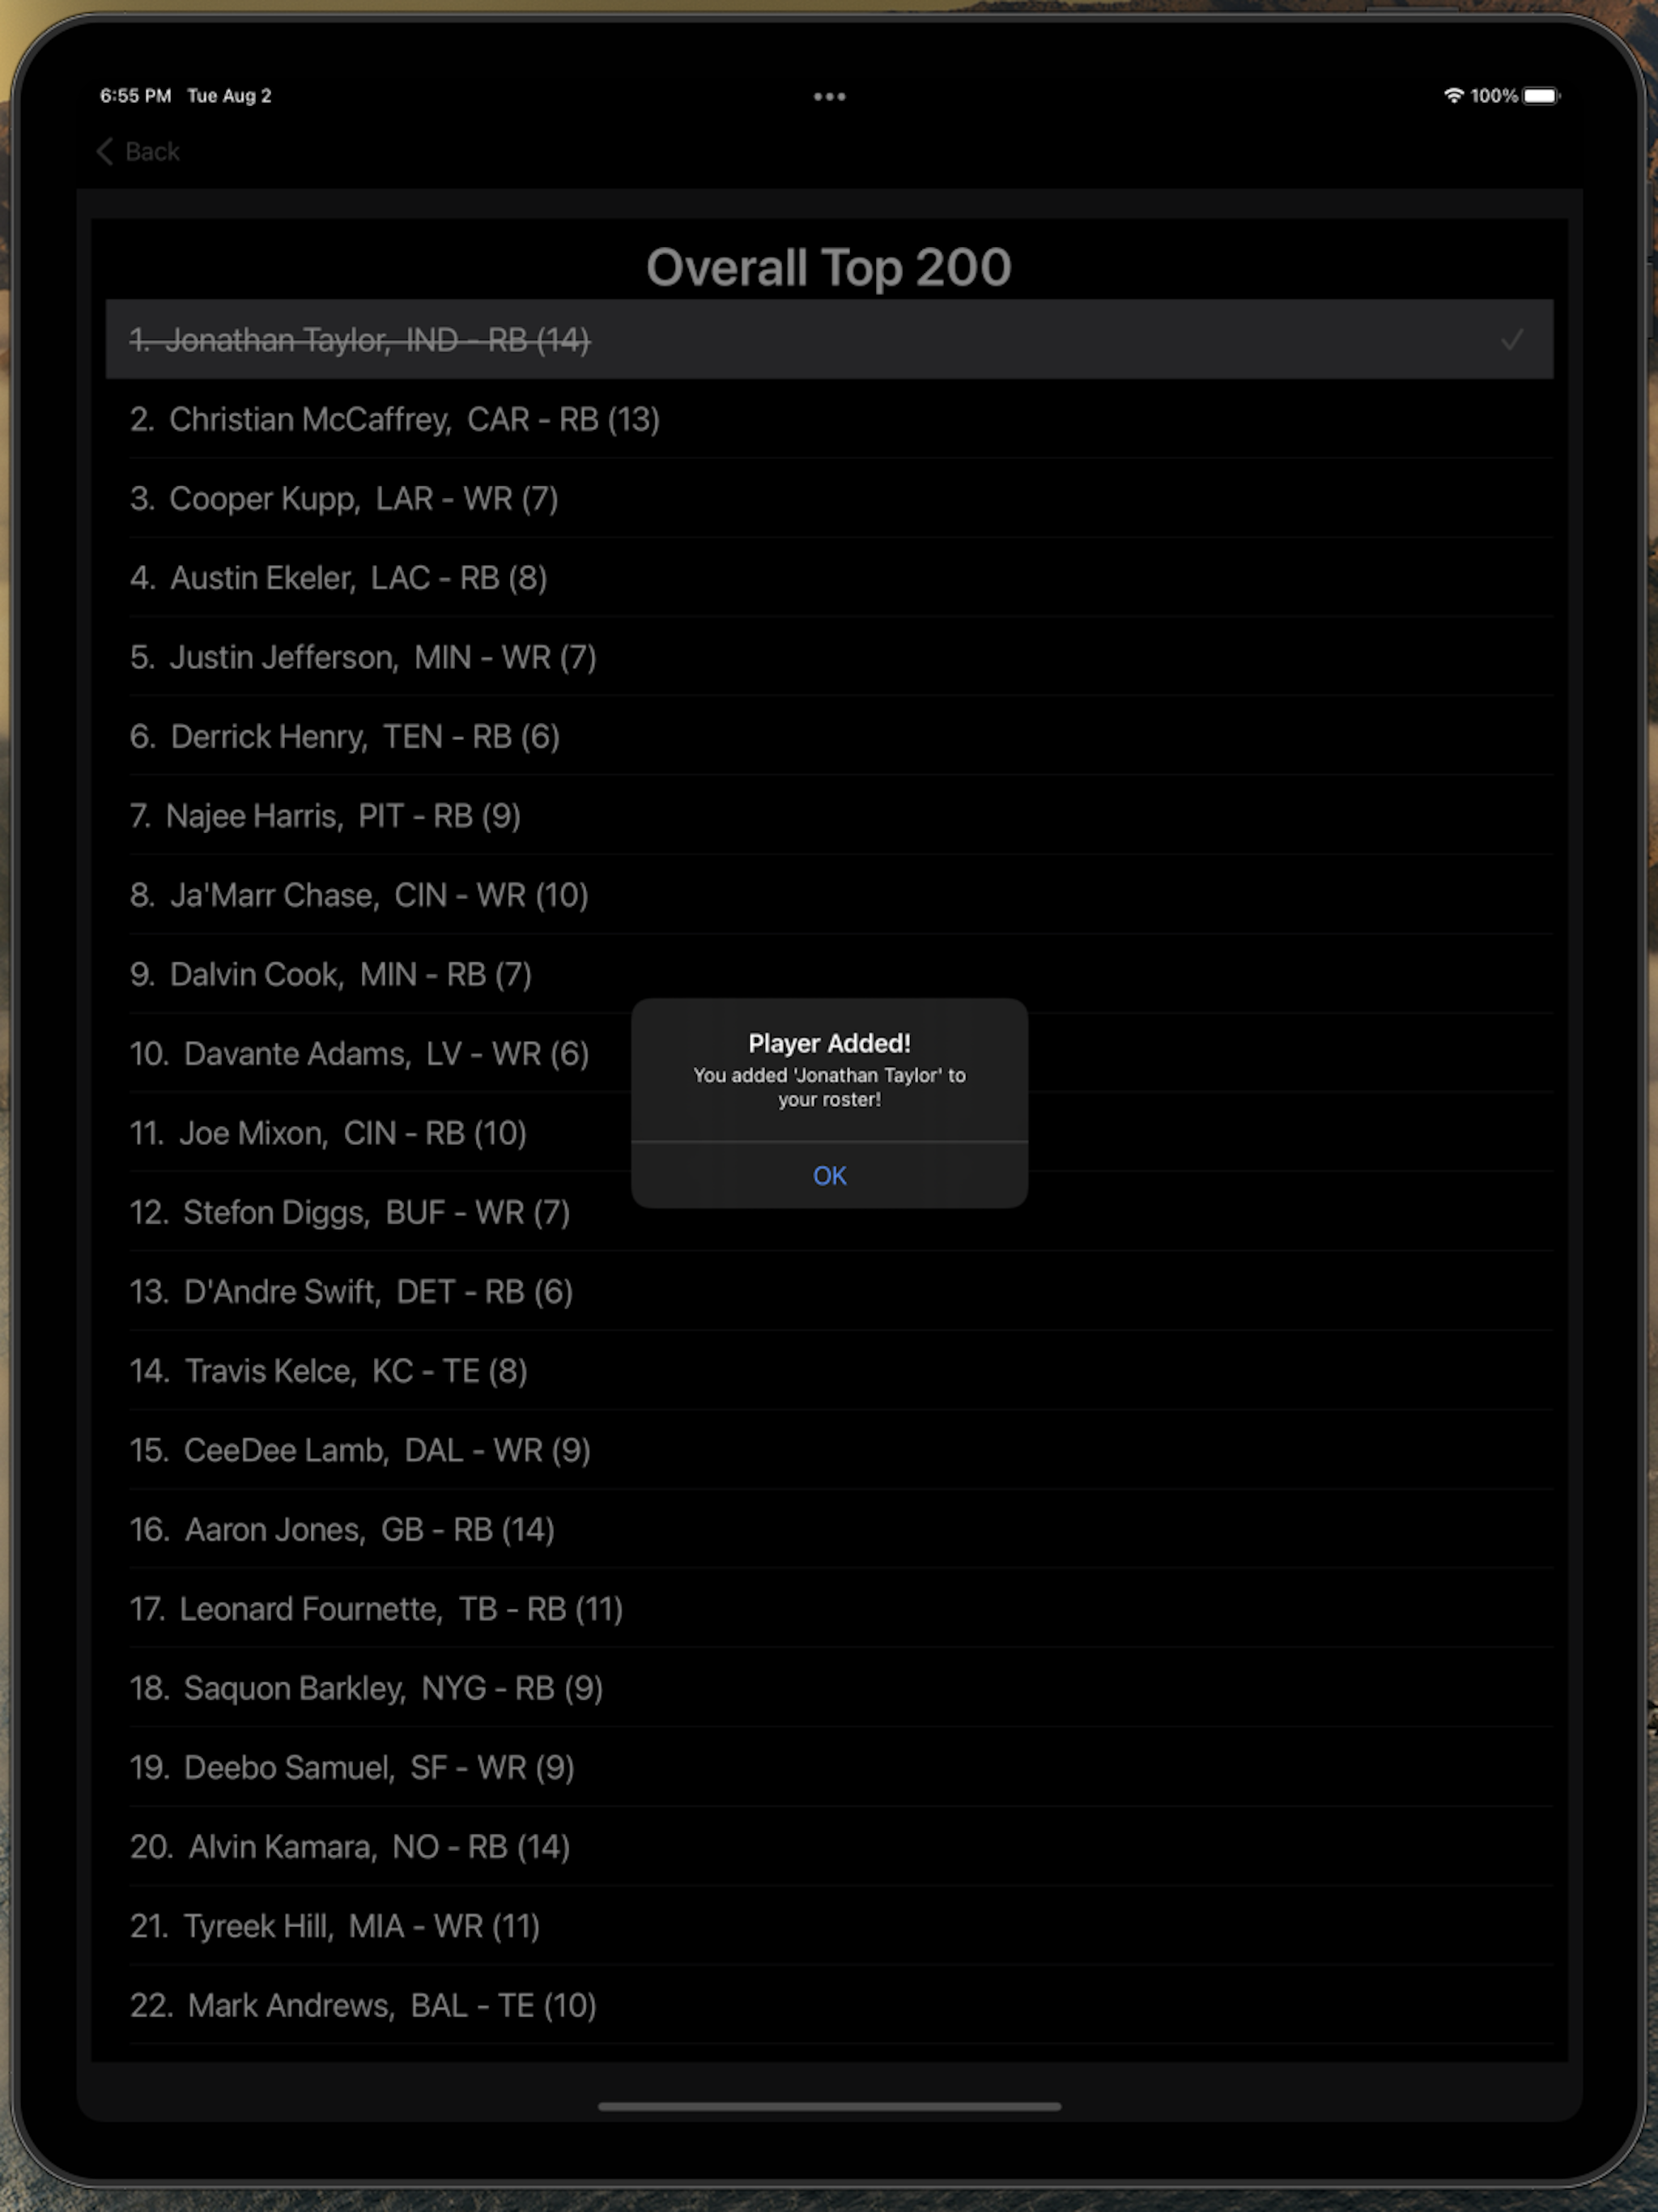 6:55 PM Tue Aug 2
100%
Back
Overall Top 200
1. Jonathan Taylor, IND - RB (14)
2. Christian McCaffrey, CAR - RB (13)
3. Cooper Kupp, LAR - WR (7)
4. Austin Ekeler, LAC - RB (8)
5. Justin Jefferson, MIN - WR (7)
6. Derrick Henry, TEN - RB (6)
7. Najee Harris, PIT - RB (9)
8. Ja'Marr Chase, CIN - WR (10)
9. Dalvin Cook, MIN - RB (7)
10. Davante Adams, LV - WR (6)
11. Joe Mixon, CIN - RB (10)
12. Stefon Diggs, BUF - WR (7)
13. D'Andre Swift, DET - RB (6)
14. Travis Kelce, KC - TE (8)
15. CeeDee Lamb, DAL - WR (9)
16. Aaron Jones, GB - RB (14)
17. Leonard Fournette, TB - RB (11)
18. Saquon Barkley, NYG - RB (9)
19. Deebo Samuel, SF - WR (9)
20. Alvin Kamara, NO - RB (14)
21. Tyreek Hill, MIA - WR (11)
22. Mark Andrews, BAL - TE (10)
Player Added!
You added 'Jonathan Taylor' to
your roster!
OK